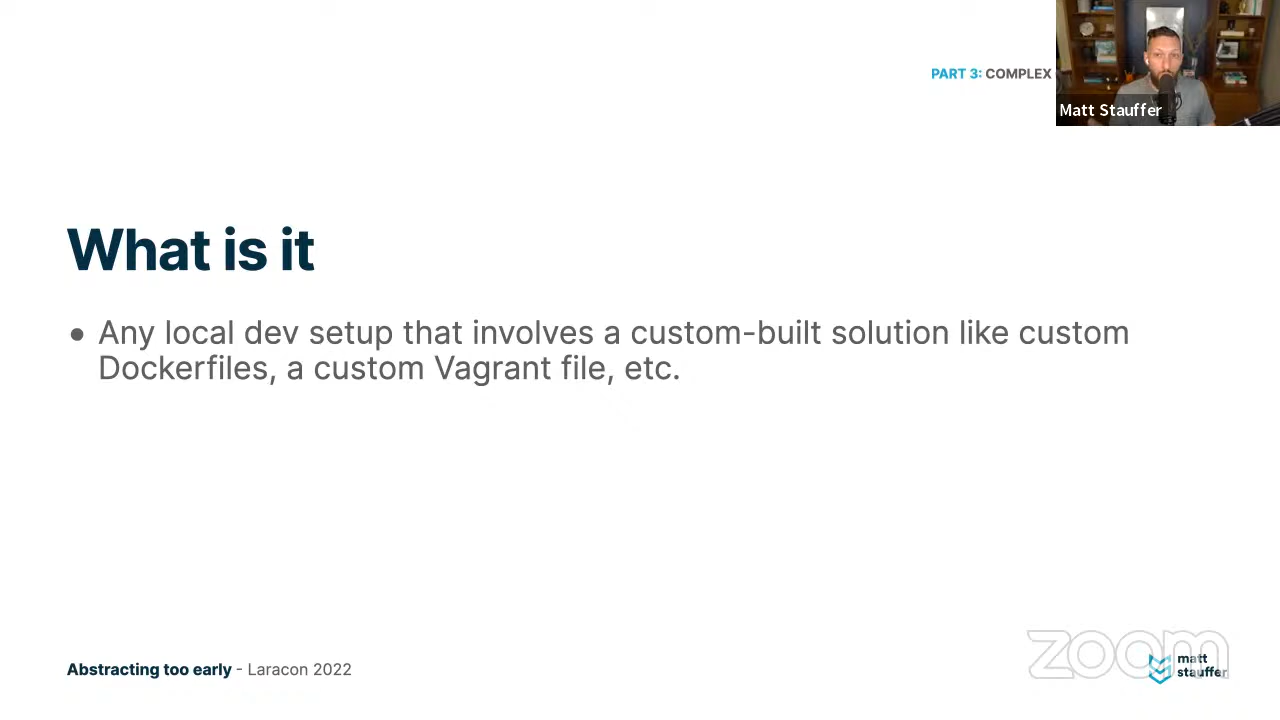 PART 3: COMPLEX
Matt Stauffer
What is it
● Any local dev setup that involves a custom-built solution like custom
Dockerfiles, a custom Vagrant file, etc.
Abstracting too early - Laracon 2022
zoom
matt
stauffer